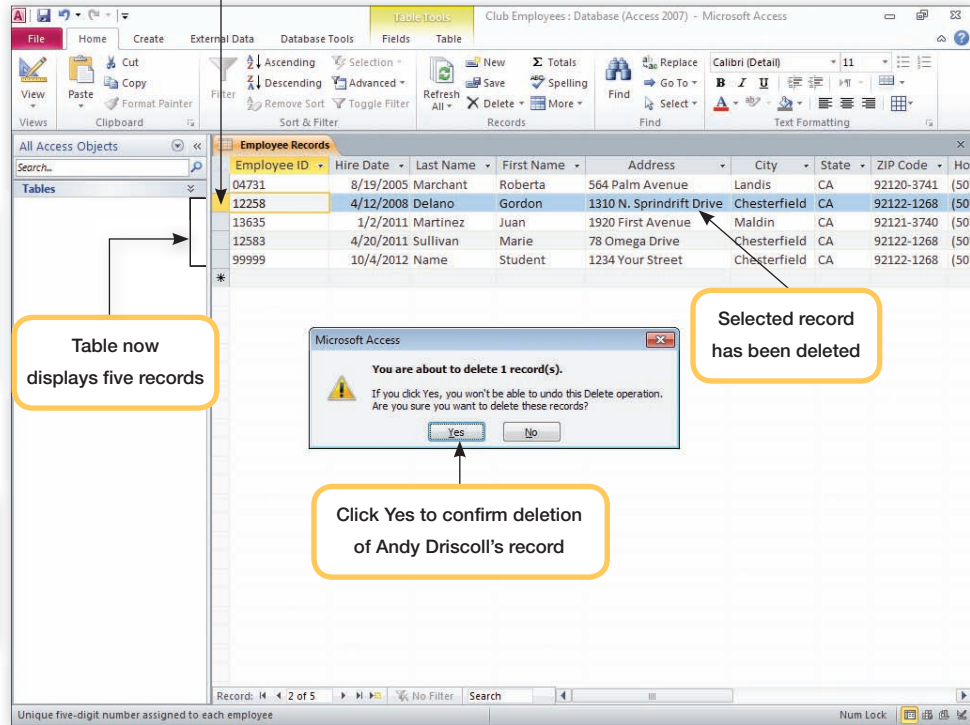 Table Tools
Club Employees : Database (Access 2007) - Microsoft Access
File Home Create External Data Database Tools Fields Table
View
Views
Paste
Cut
Copy
Format Painter
Clipboard
Filter
Ascending
Descending
Remove Sort
Selection
Advanced
Toggle Filter
Sort & Filter
Refresh All
New
Save
Delete
Totals
Spelling
More
Records
Find
Replace
Go To
Select
Find
Calibri (Detail) 11
B I U
A ab
Text Formatting
All Access Objects
Search...
Tables
Employee Records
Employee ID Hire Date Last Name First Name Address City State ZIP Code Ho
04731 8/19/2005 Marchant Roberta 564 Palm Avenue Landis CA 92120-3741 (50
12258 4/12/2008 Delano Gordon 1310 N. Sprindrift Drive Chesterfield CA 92122-1268 (50
13635 1/2/2011 Martinez Juan 1920 First Avenue Maldin CA 92121-3740 (50
12583 4/20/2011 Sullivan Marie 78 Omega Drive Chesterfield CA 92122-1268 (50
99999 10/4/2012 Name Student 1234 Your Street Chesterfield CA 92122-1268 (50
Table now
displays five records
Selected record
has been deleted
Microsoft Access
You are about to delete 1 record(s).
If you click Yes, you won't be able to undo this Delete operation.
Are you sure you want to delete these records?
Yes No
Click Yes to confirm deletion
of Andy Driscoll's record
Record: 2 of 5 No Filter Search
Unique five-digit number assigned to each employee
Num Lock